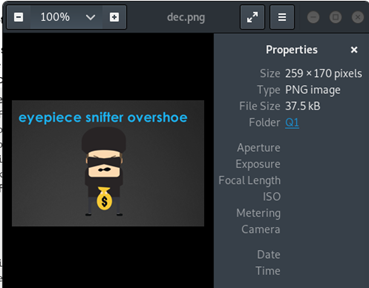 100%
dec.png
Properties
Size 259 × 170 pixels
Type PNG image
File Size 37.5 kB
Folder Q1
Aperture
Exposure
Focal Length
ISO
Metering
Camera
Date
Time
eyepiece snifter overshoe
$